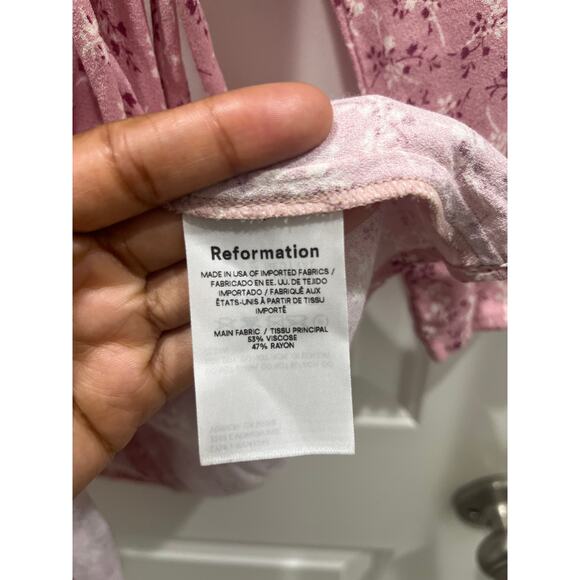 Reformation
MADE IN USA OF IMPORTED FABRICS /
FABRICADO EN EE. UU. DE TEJIDO
IMPORTADO / FABRIQUÉ AUX
ÉTATS-UNIS À PARTIR DE TISSU
IMPORTÉ
MAIN FABRIC / TISSU PRINCIPAL
53% VISCOSE
47% RAYON